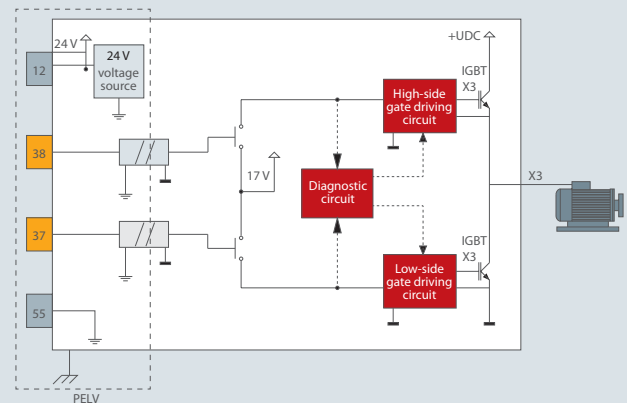 24 V
12
24 V
voltage
source
38
37
55
PELV
17 V
Diagnostic
circuit
High-side
gate driving
circuit
Low-side
gate driving
circuit
+UDC
IGBT
X3
X3
IGBT
X3